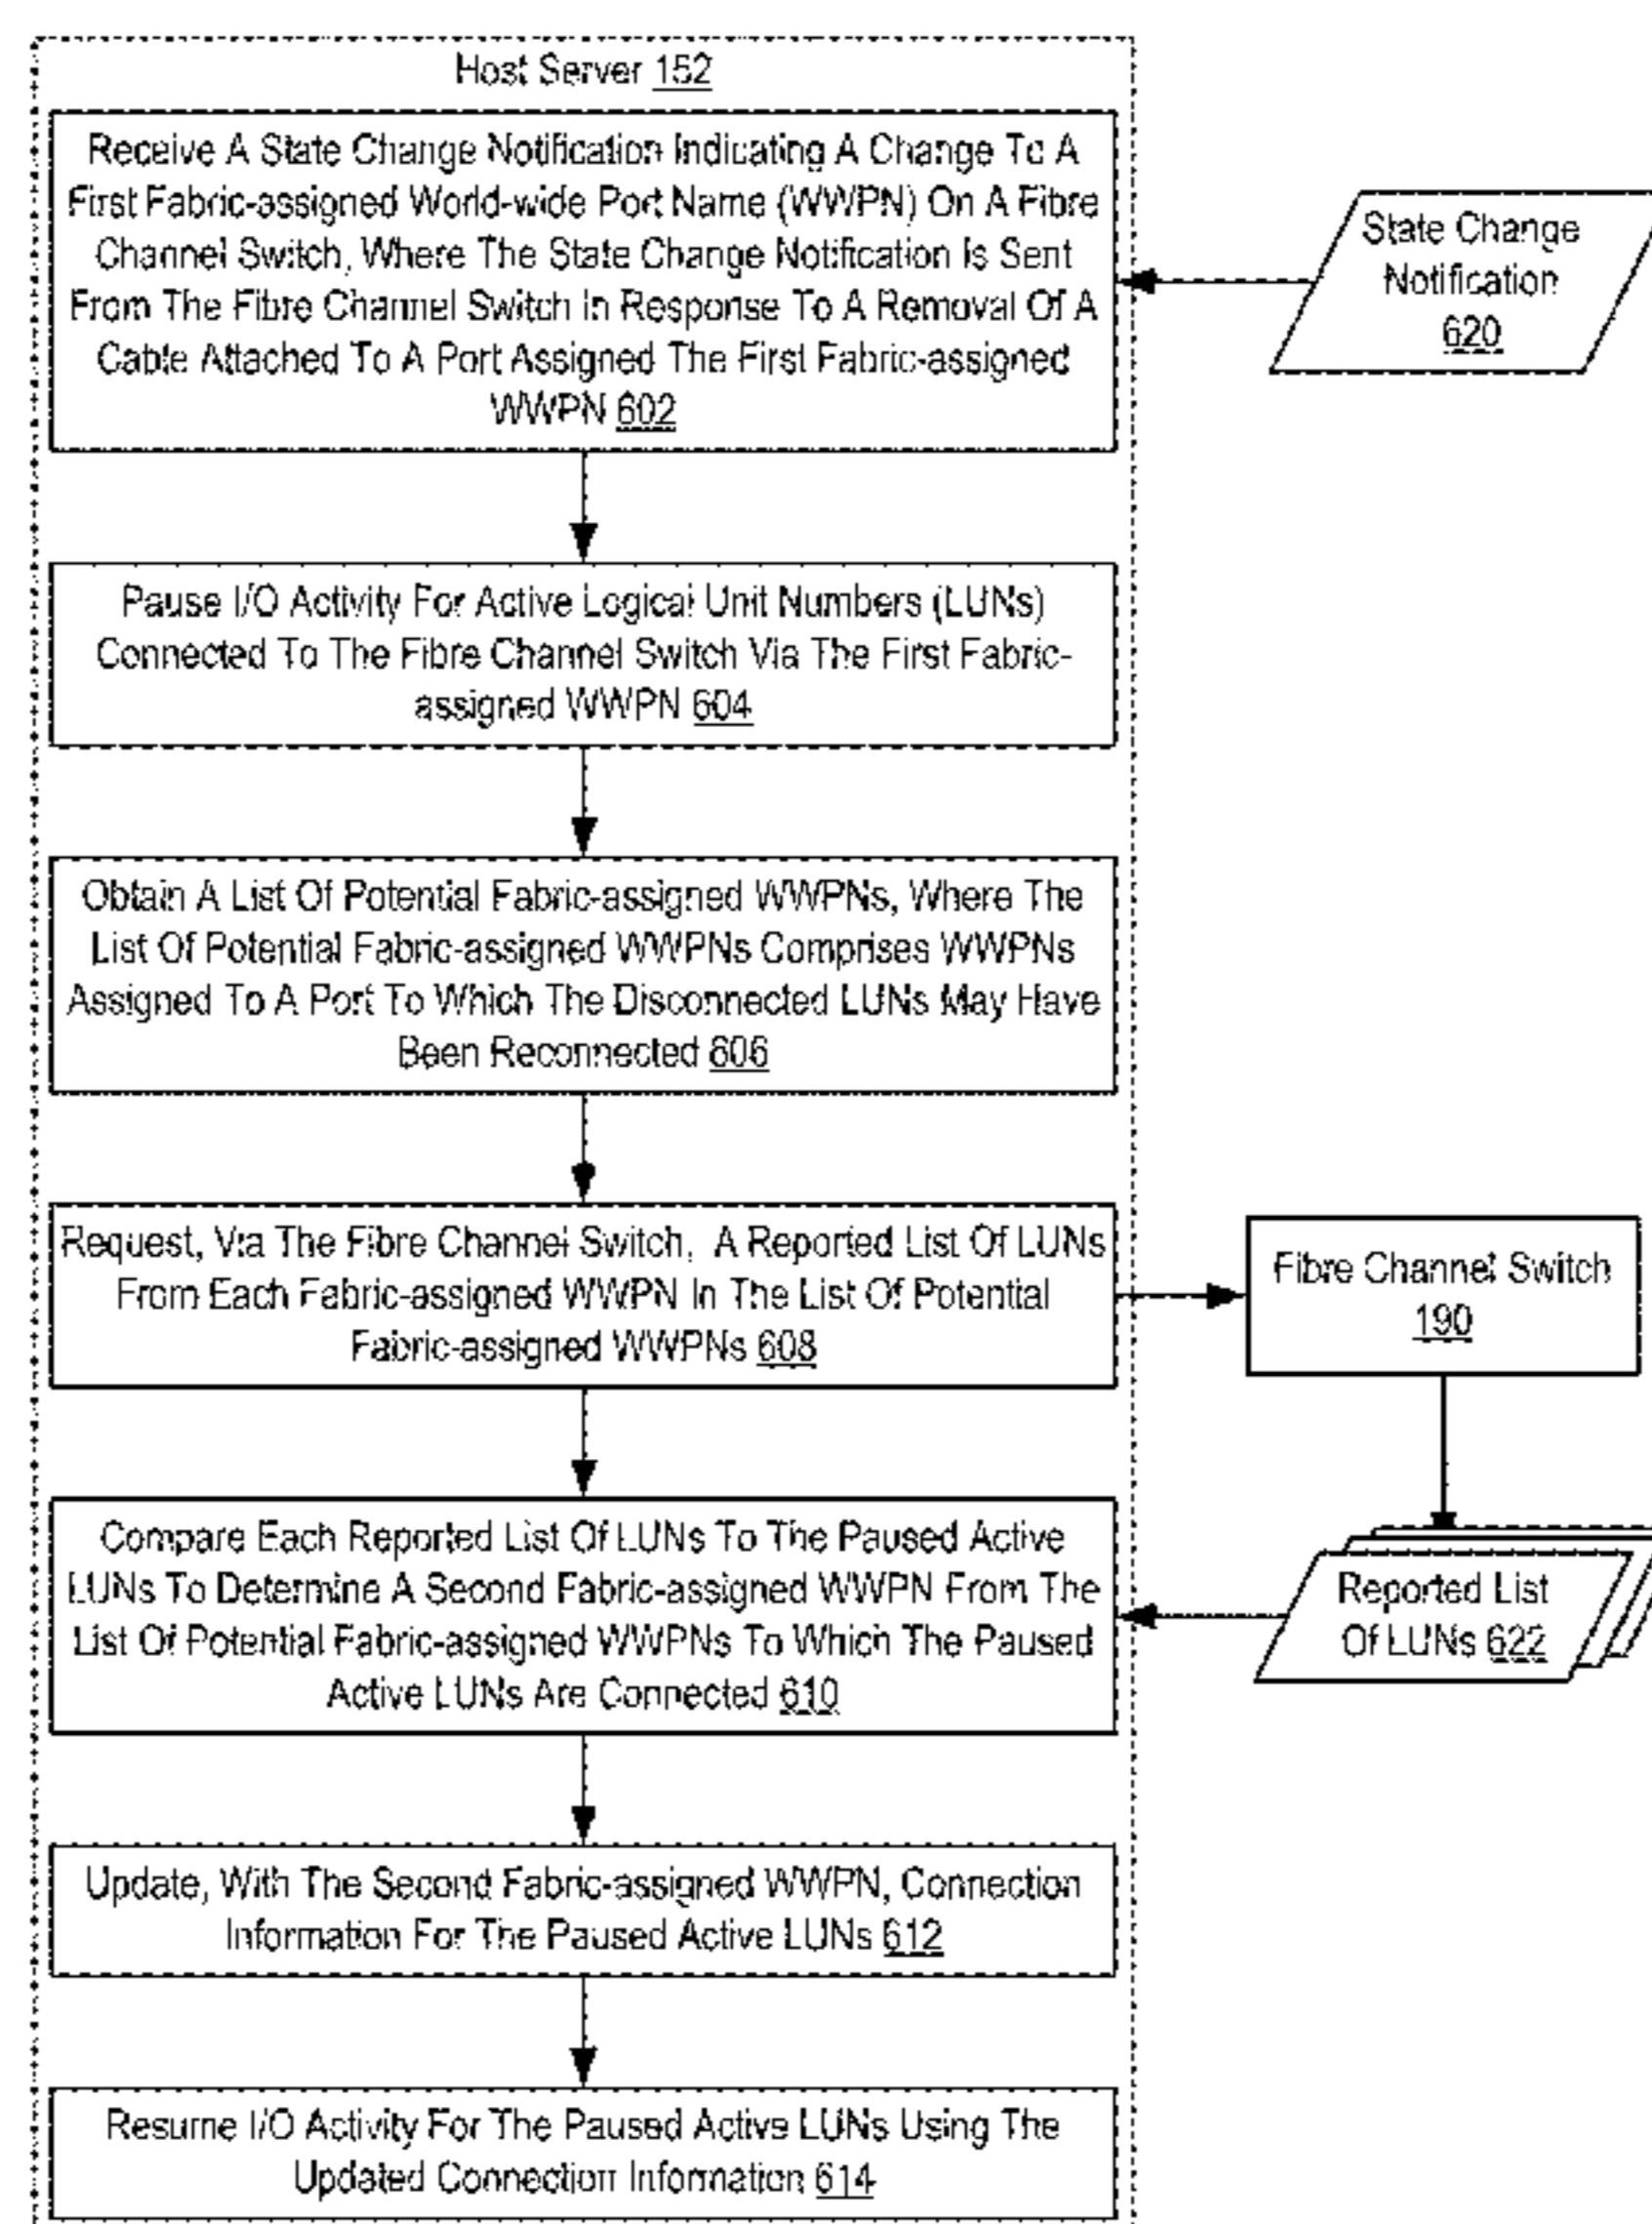 Host Server 152
Receive A State Change Notification Indicating A Change To A
First Fabric-assigned World-wide Port Name (WWPN) On A Fibre
Channel Switch, Where The State Change Notification Is Sent
From The Fibre Channel Switch In Response To A Removal Of A
Cable Attached To A Port Assigned The First Fabric-assigned
WWPN 602
State Change
Notification
620
Pause I/O Activity For Active Logical Unit Numbers (LUNs)
Connected To The Fibre Channel Switch Via The First Fabric-
assigned WWPN 604
Obtain A List Of Potential Fabric-assigned WWPNs, Where The
List Of Potential Fabric-assigned WWPNs Comprises WWPNs
Assigned To A Port To Which The Disconnected LUNs May Have
Been Reconnected 606
Request, Via The Fibre Channel Switch, A Reported List Of LUNs
From Each Fabric-assigned WWPN In The List Of Potential
Fabric-assigned WWPNs 608
Fibre Channel Switch
190
Compare Each Reported List Of LUNs To The Paused Active
LUNs To Determine A Second Fabric-assigned WWPN From The
List Of Potential Fabric-assigned WWPNs To Which The Paused
Active LUNs Are Connected 610
Reported List
Of LUNs 622
Update, With The Second Fabric-assigned WWPN, Connection
Information For The Paused Active LUNs 612
Resume I/O Activity For The Paused Active LUNs Using The
Updated Connection Information 614